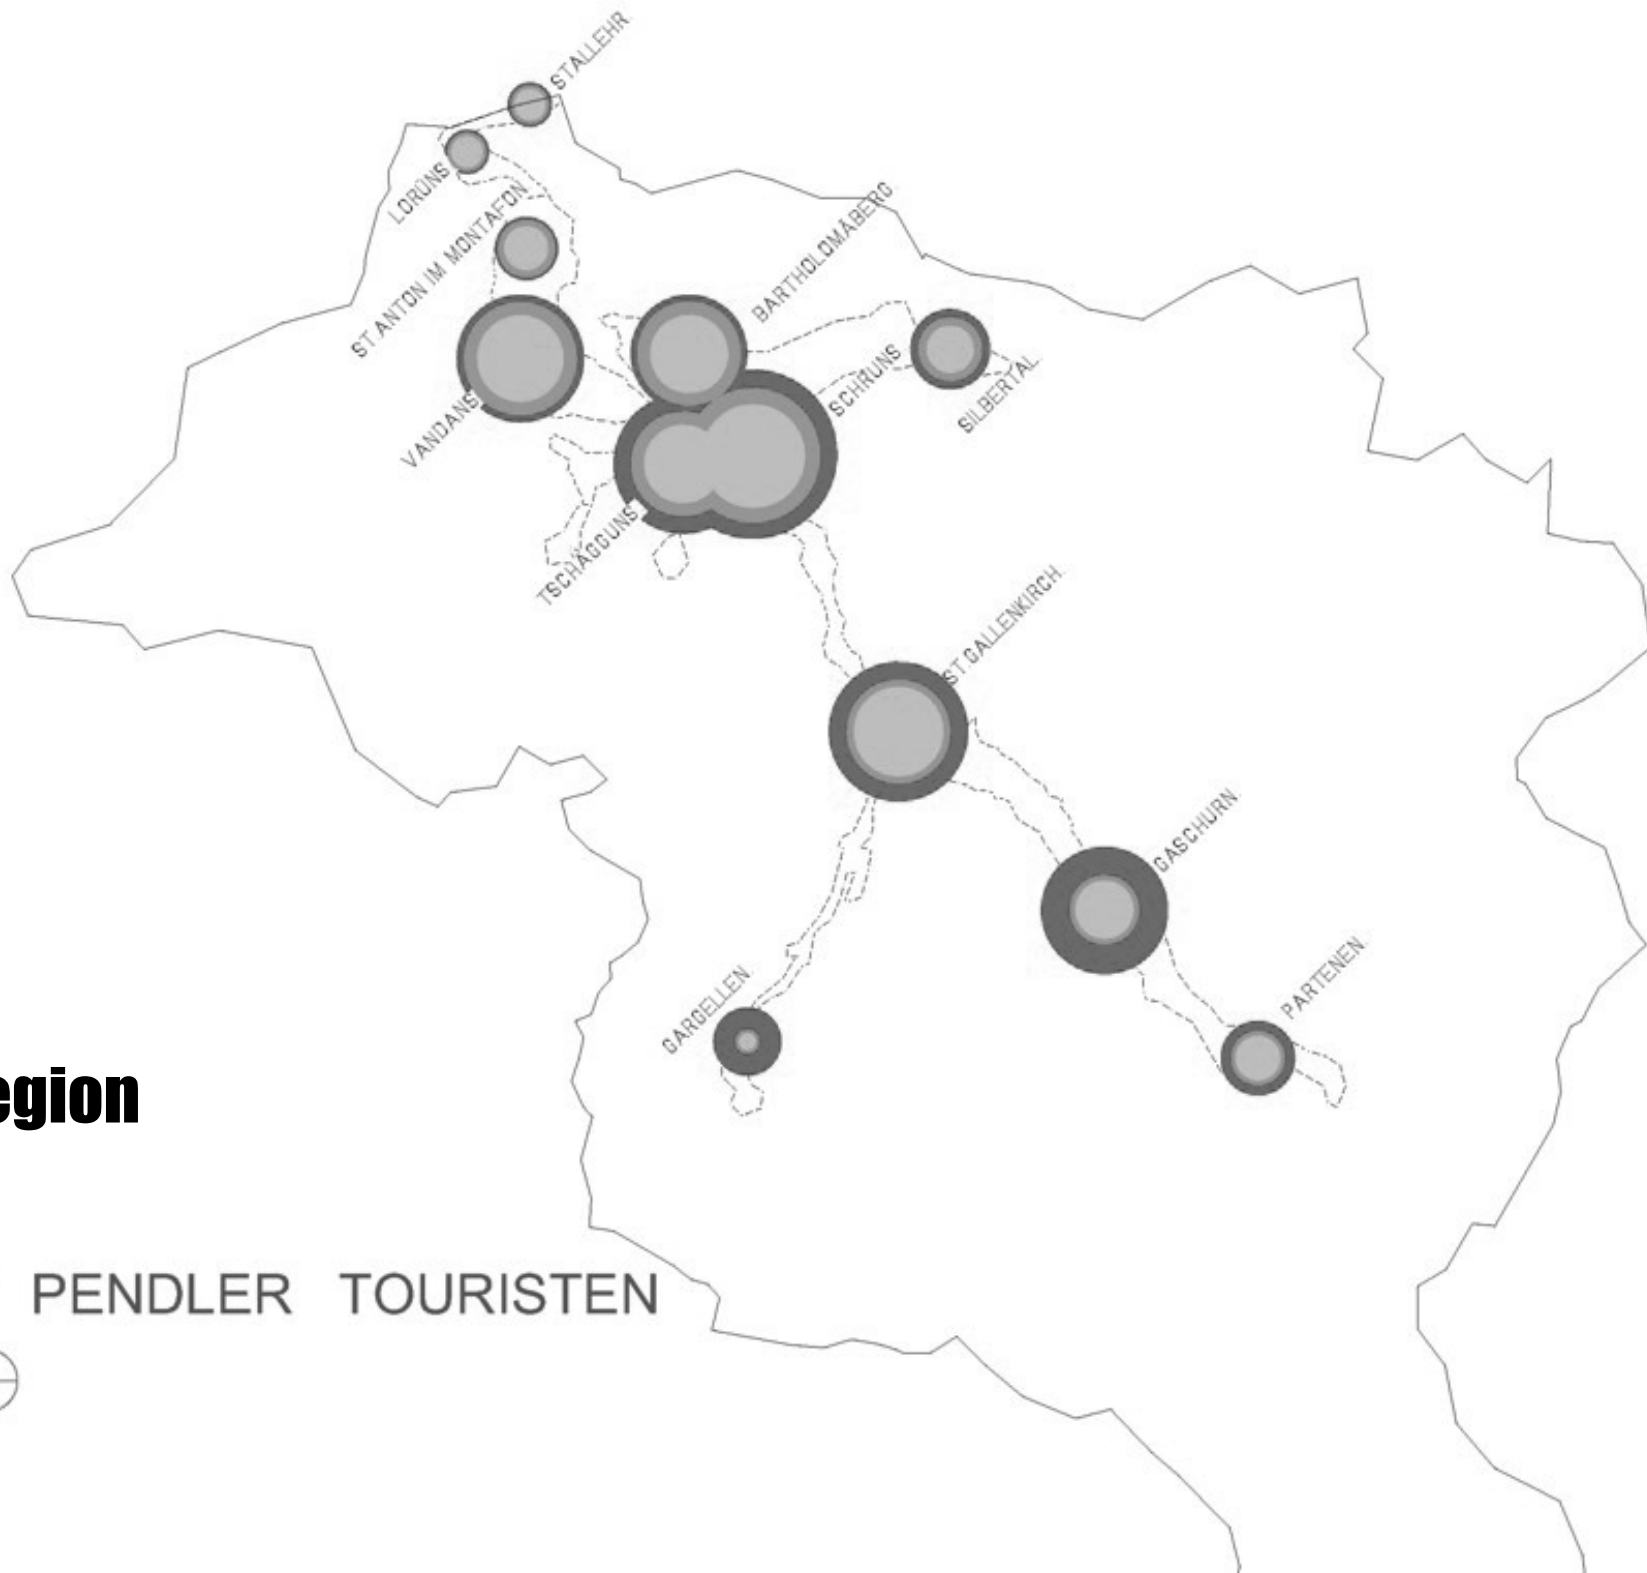 STALLEHR.
LORÜNS
ST.ANTON IM MONTAFON
BARTHOLOMÄBERG.
VANDANS
SCHRUNS
SILBERTAL.
TSCHAGGUNS
ST.GALLENKIRCH.
GASCHURN.
GARGELLEN.
PARTENEN.
egion
PENDLER TOURISTEN